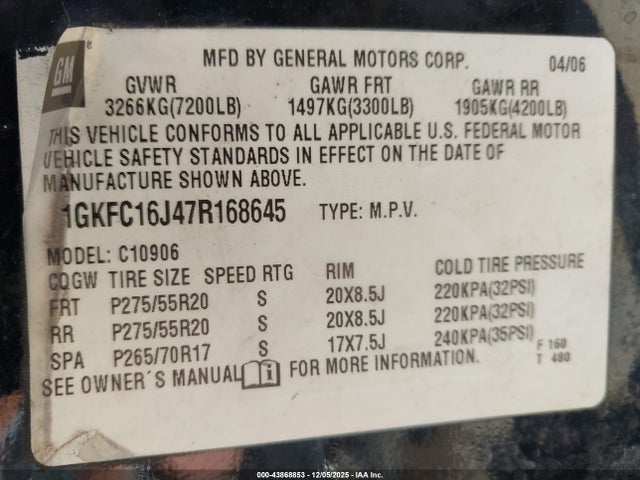 GM ®
MFD BY GENERAL MOTORS CORP. 04/06
GVWR GAWR FRT GAWR RR
3266KG(7200LB) 1497KG(3300LB) 1905KG(4200LB)
THIS VEHICLE CONFORMS TO ALL APPLICABLE U.S. FEDERAL MOTOR
VEHICLE SAFETY STANDARDS IN EFFECT ON THE DATE OF
MANUFACTURE SHOWN ABOVE.
1GKFC16J47R168645 TYPE: M.P.V.
MODEL: C10906
CQGW TIRE SIZE SPEED RTG RIM COLD TIRE PRESSURE
FRT P275/55R20 S 20X8.5J 220KPA(32PSI)
RR P275/55R20 S 20X8.5J 220KPA(32PSI)
SPA P265/70R17 S 17X7.5J 240KPA(35PSI) F 160
T 480
SEE OWNER´S MANUAL i FOR MORE INFORMATION.
000-43868853 | 12/05/2025 - IAA Inc.